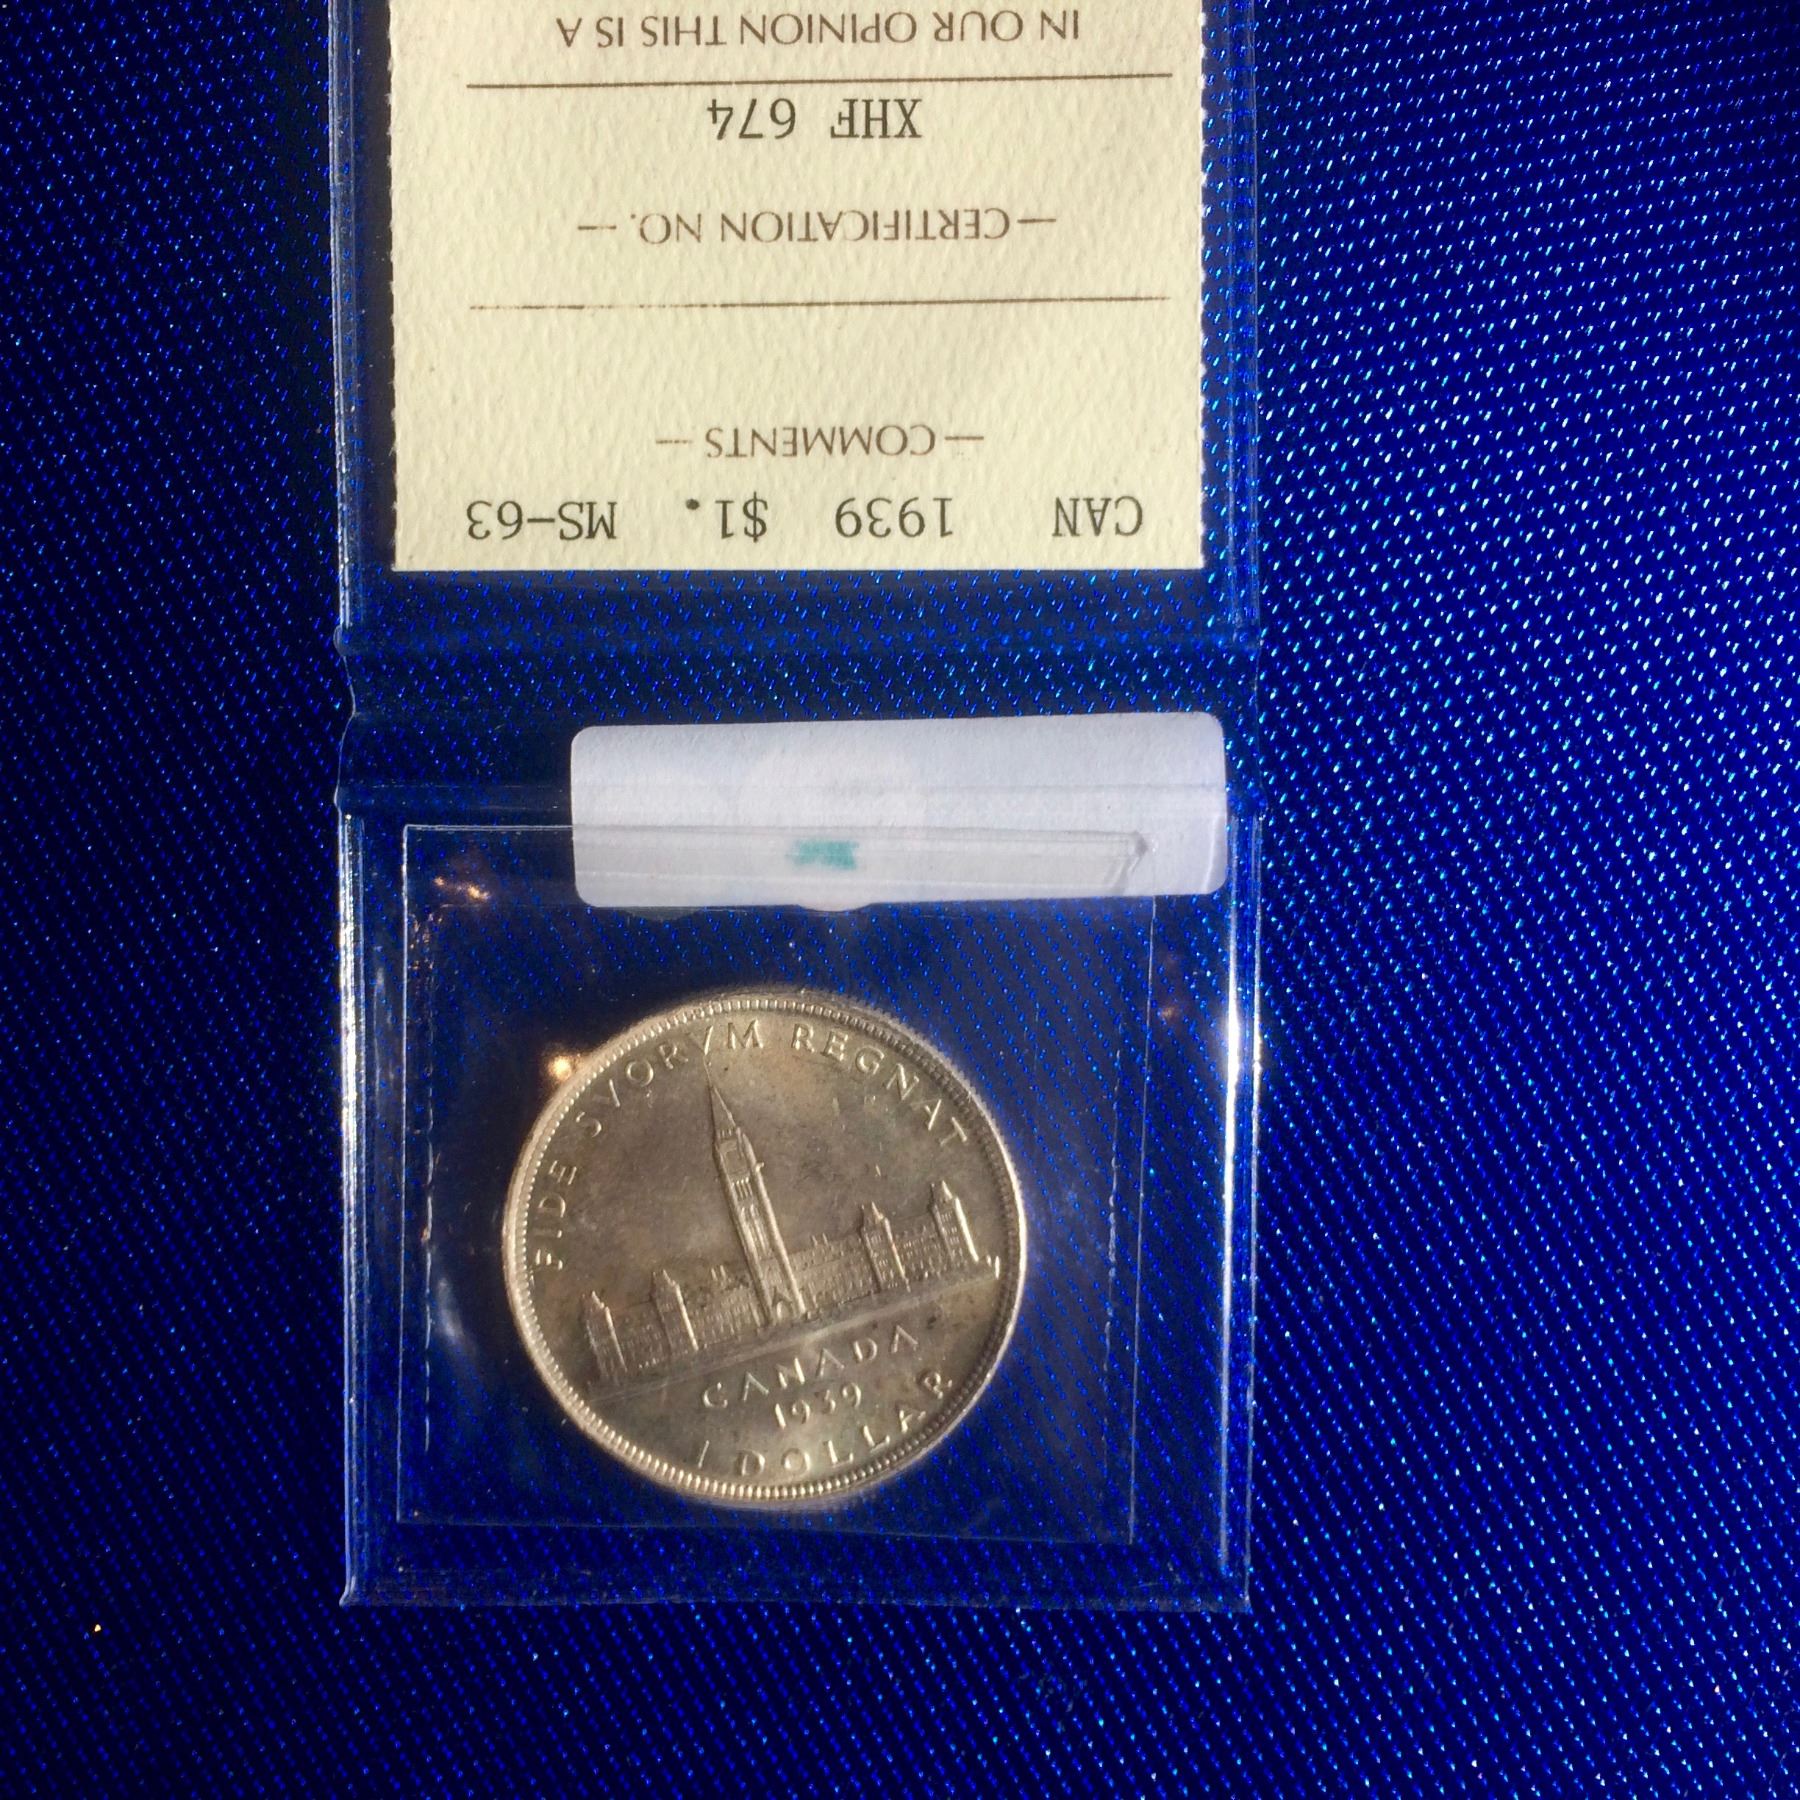 CAN 1939 $1. MS-63
— COMMENTS —
— CERTIFICATION NO. —
XHF 674
IN OUR OPINION THIS IS A
FIDE SVORVM REGNAT
CANADA
1939
1 DOLLAR